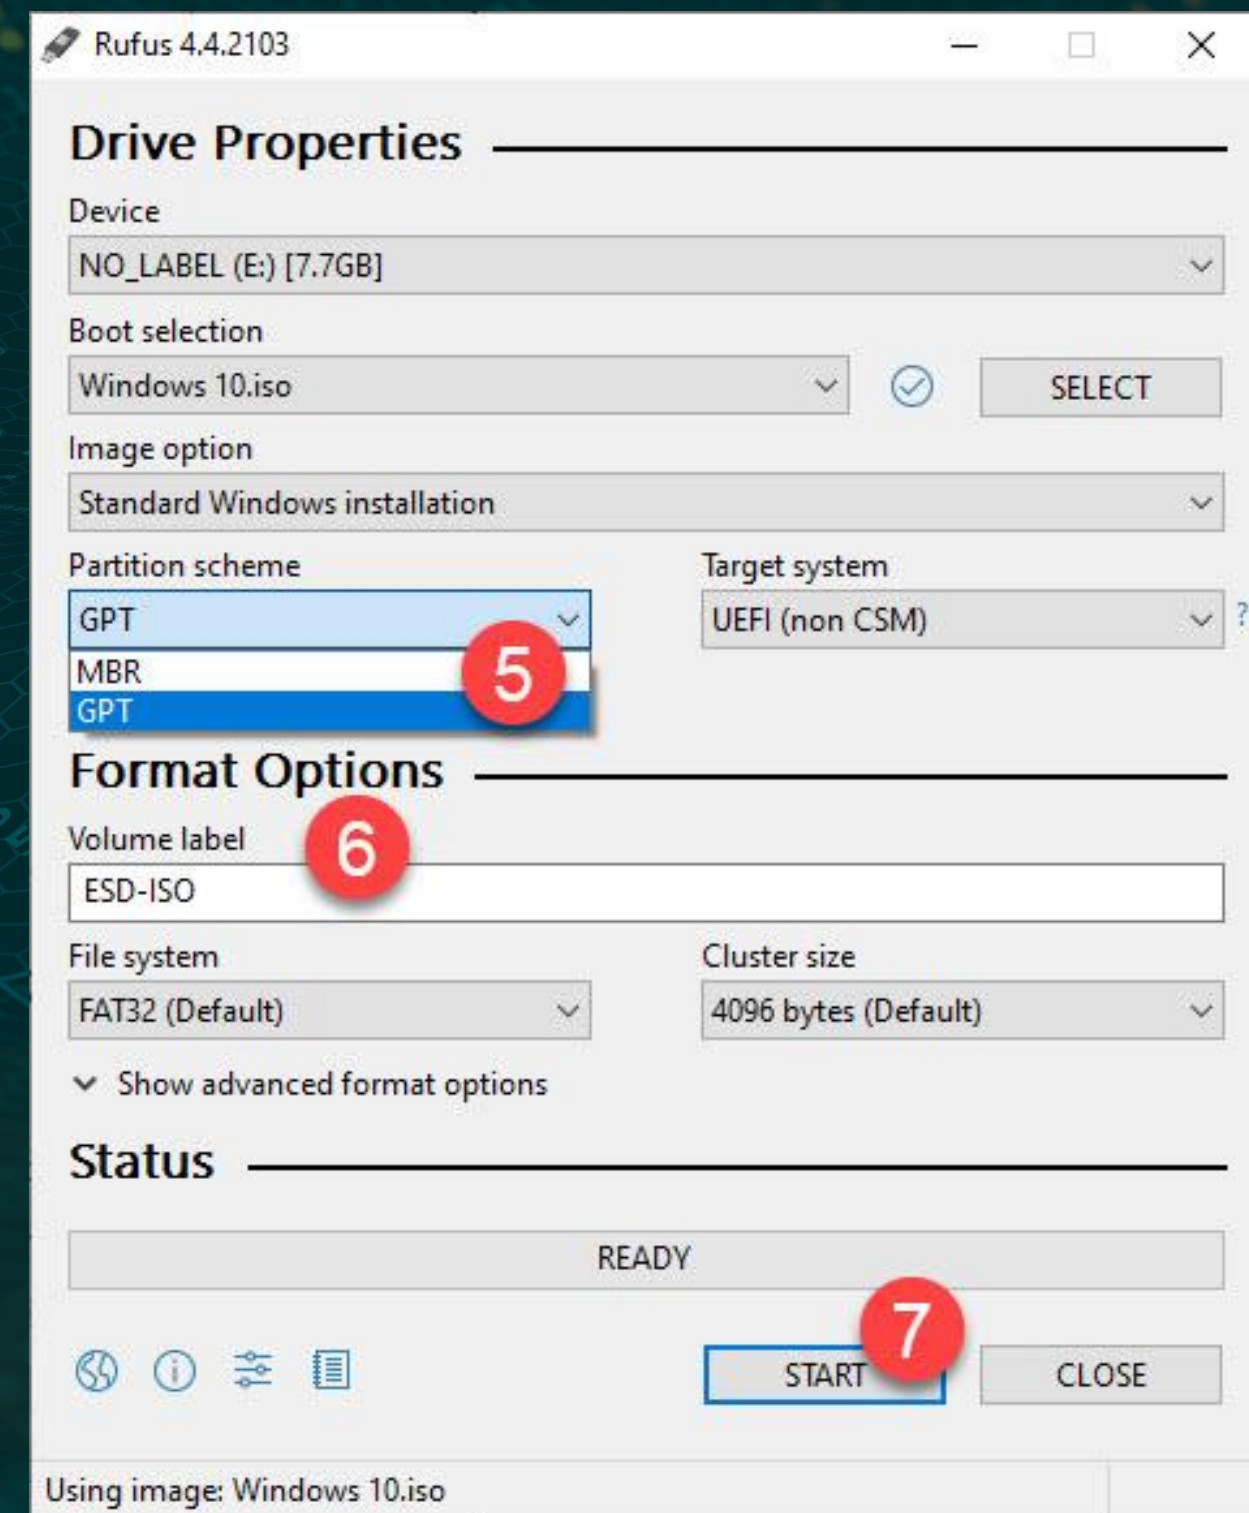 Rufus 4.4.2103
Drive Properties
Device
NO_LABEL (E:) [7.7GB]
Boot selection
Windows 10.iso
SELECT
Image option
Standard Windows installation
Partition scheme
Target system
GPT
UEFI (non CSM)
?
MBR
5
GPT
Format Options
Volume label
6
ESD-ISO
File system
Cluster size
FAT32 (Default)
4096 bytes (Default)
Show advanced format options
Status
READY
7
START
CLOSE
Using image: Windows 10.iso